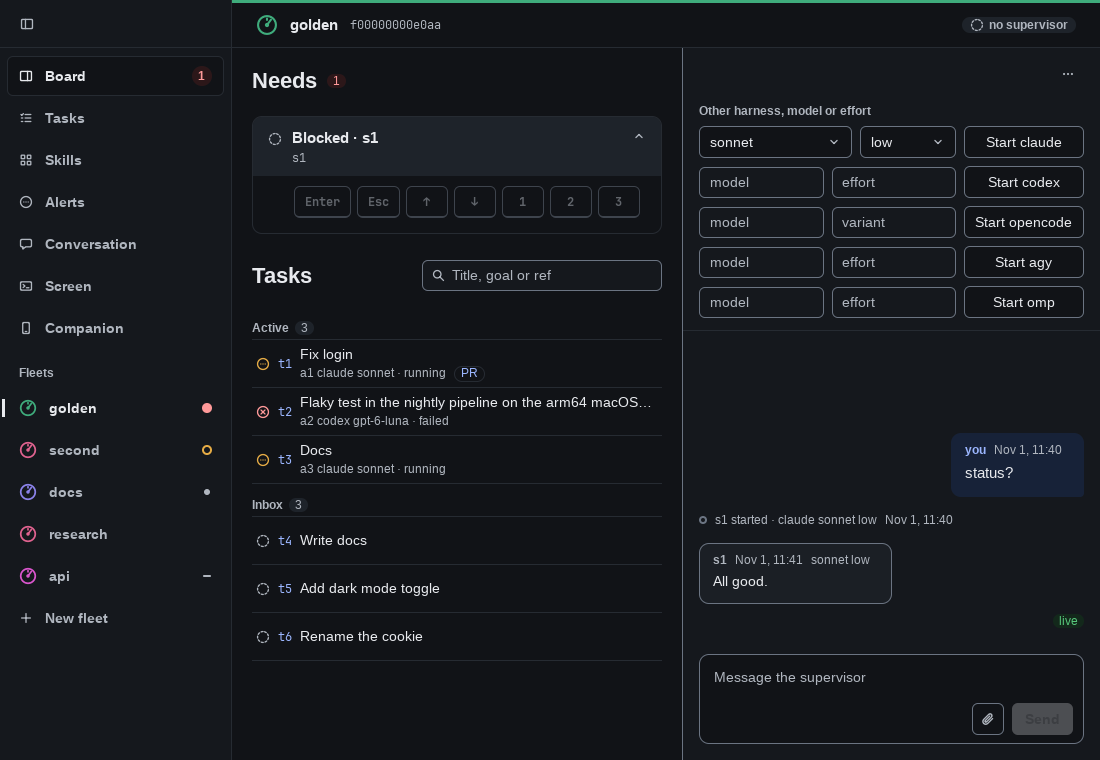 golden f00000000e0aa
no supervisor
Board 1
Tasks
Skills
Alerts
Conversation
Screen
Companion
Fleets
golden
second
docs
research
api
New fleet
Needs 1
Blocked · s1
s1
Enter Esc ↑ ↓ 1 2 3
Tasks
Title, goal or ref
Active 3
t1 Fix login
a1 claude sonnet · running PR
t2 Flaky test in the nightly pipeline on the arm64 macOS…
a2 codex gpt-6-luna · failed
t3 Docs
a3 claude sonnet · running
Inbox 3
t4 Write docs
t5 Add dark mode toggle
t6 Rename the cookie
Other harness, model or effort
sonnet low Start claude
model effort Start codex
model variant Start opencode
model effort Start agy
model effort Start omp
you Nov 1, 11:40
status?
s1 started · claude sonnet low Nov 1, 11:40
s1 Nov 1, 11:41 sonnet low
All good.
live
Message the supervisor
Send